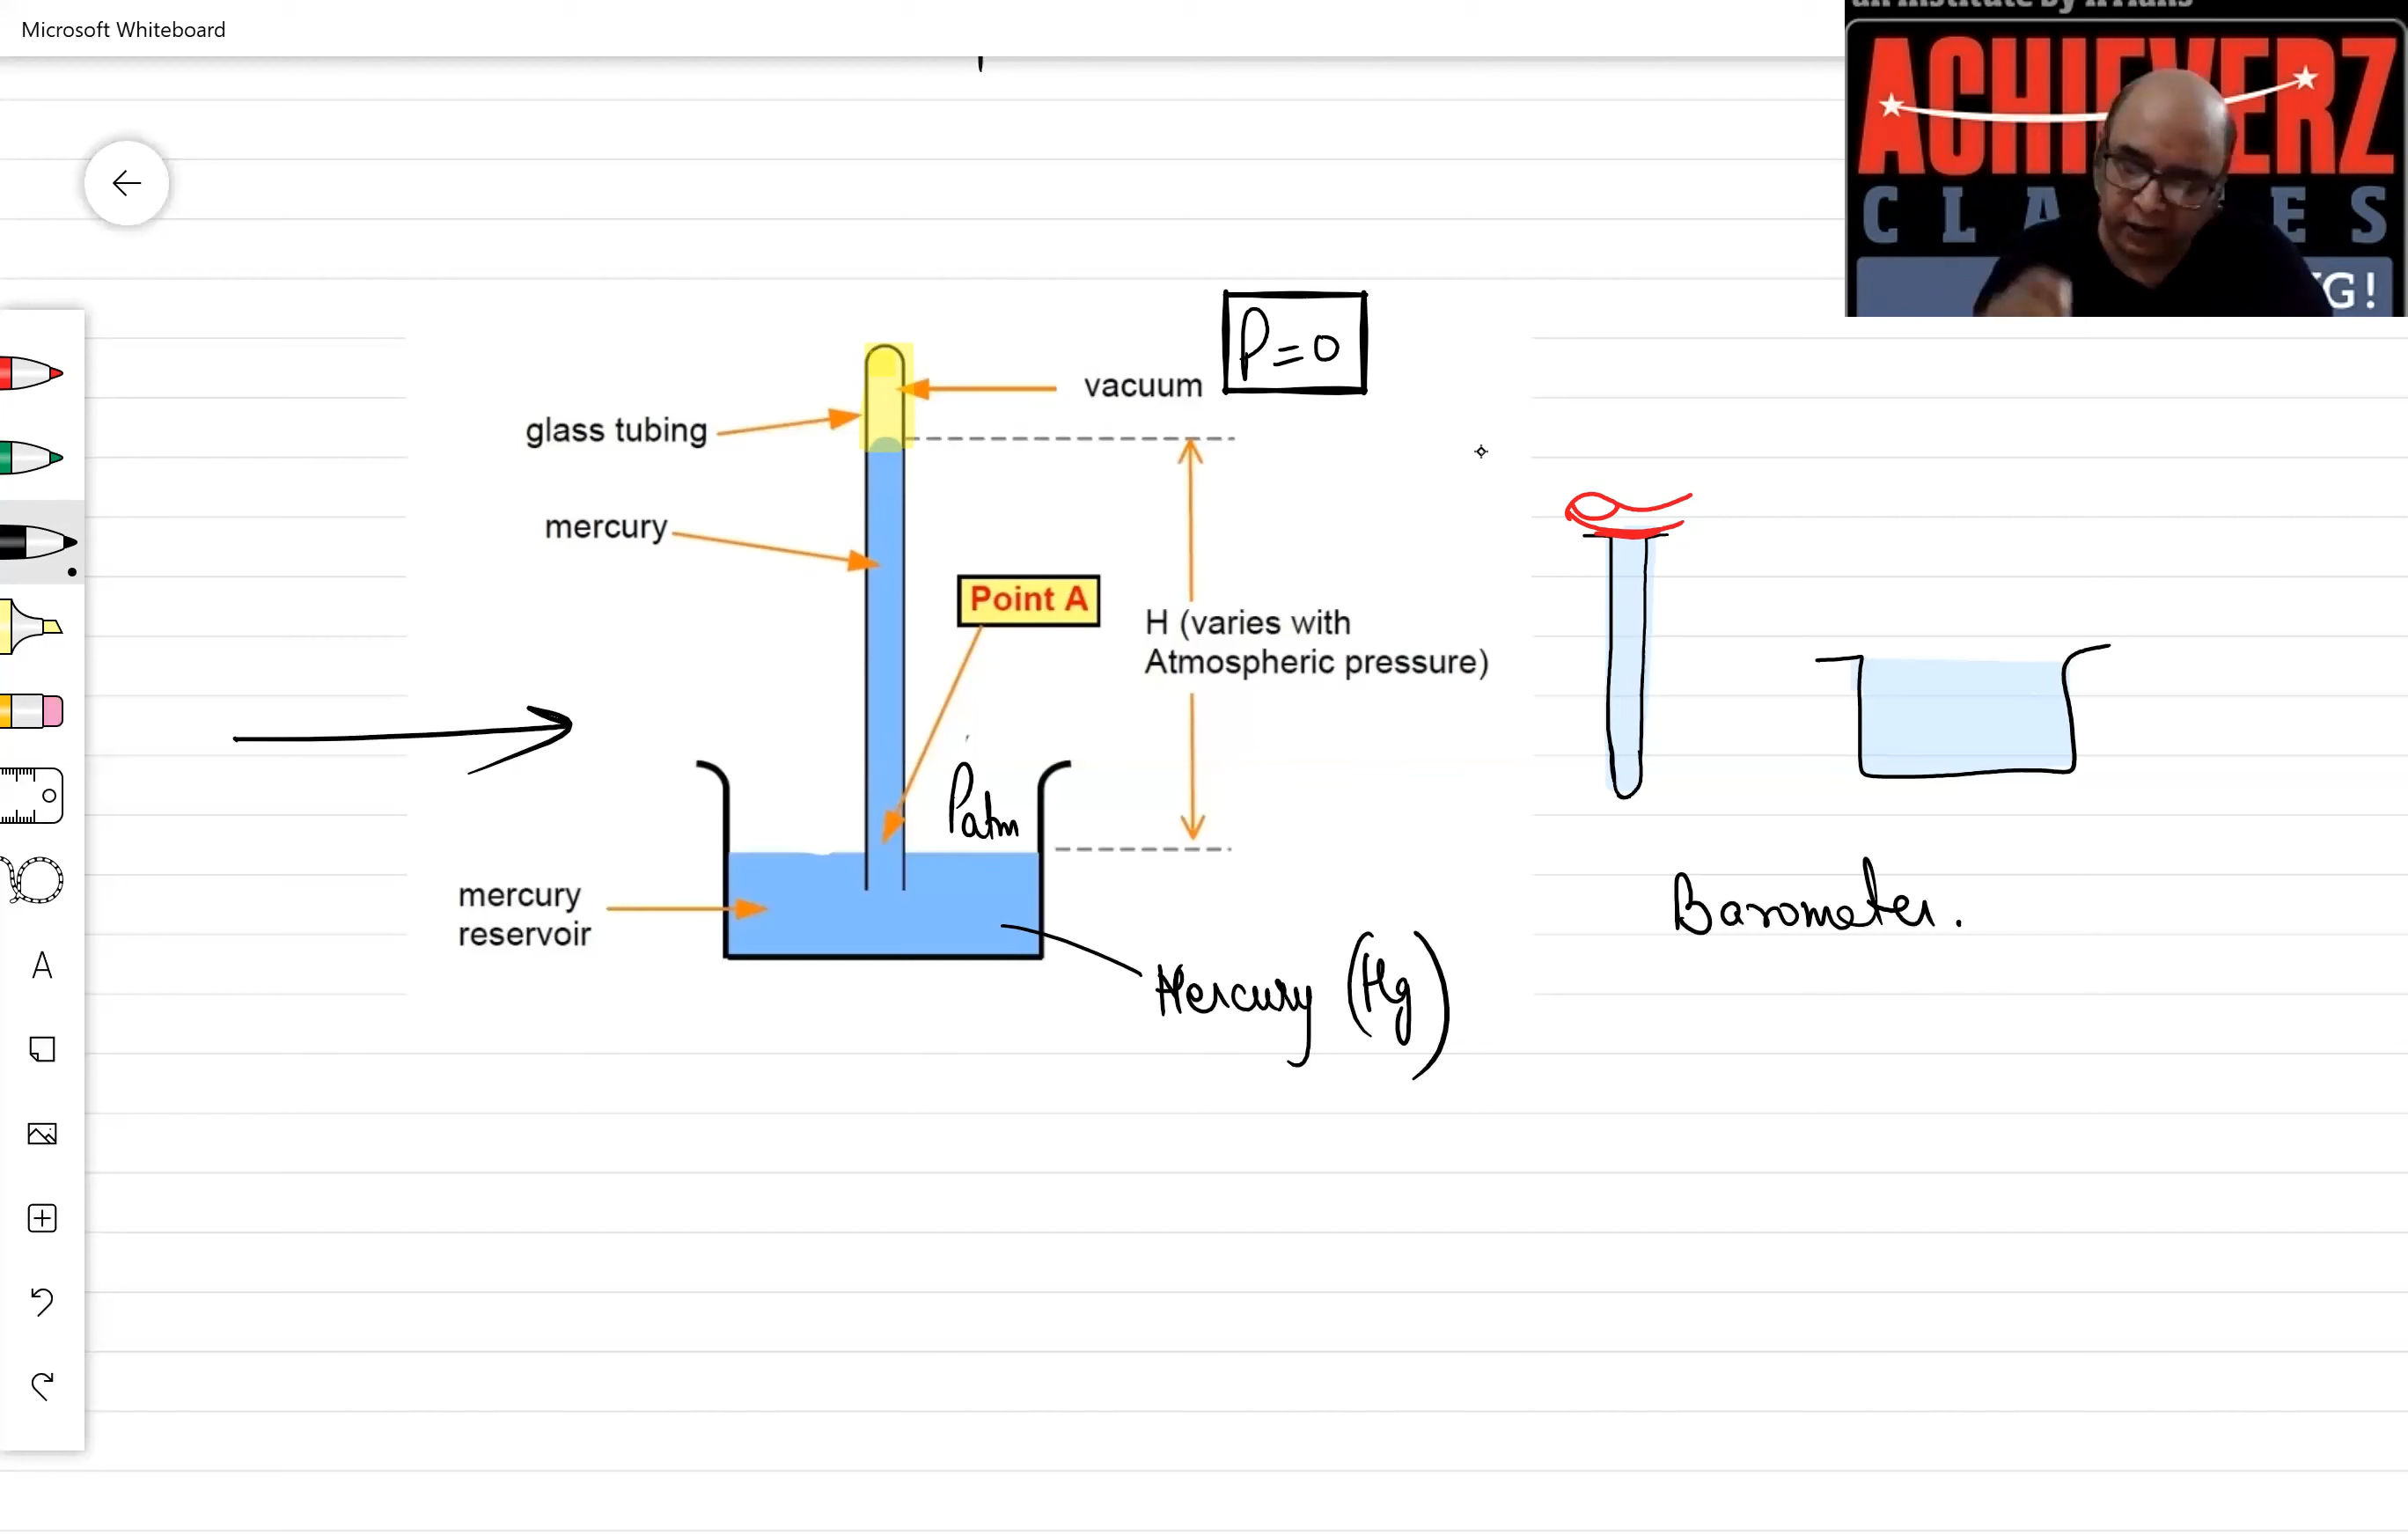 Microsoft Whiteboard
ACHIEVERZ
G!
P=0
vacuum
glass tubing
mercury
Point A
H (varies with
Atmospheric pressure)
Patm
mercury
reservoir
Barometer.
Mercury (Hg)
A